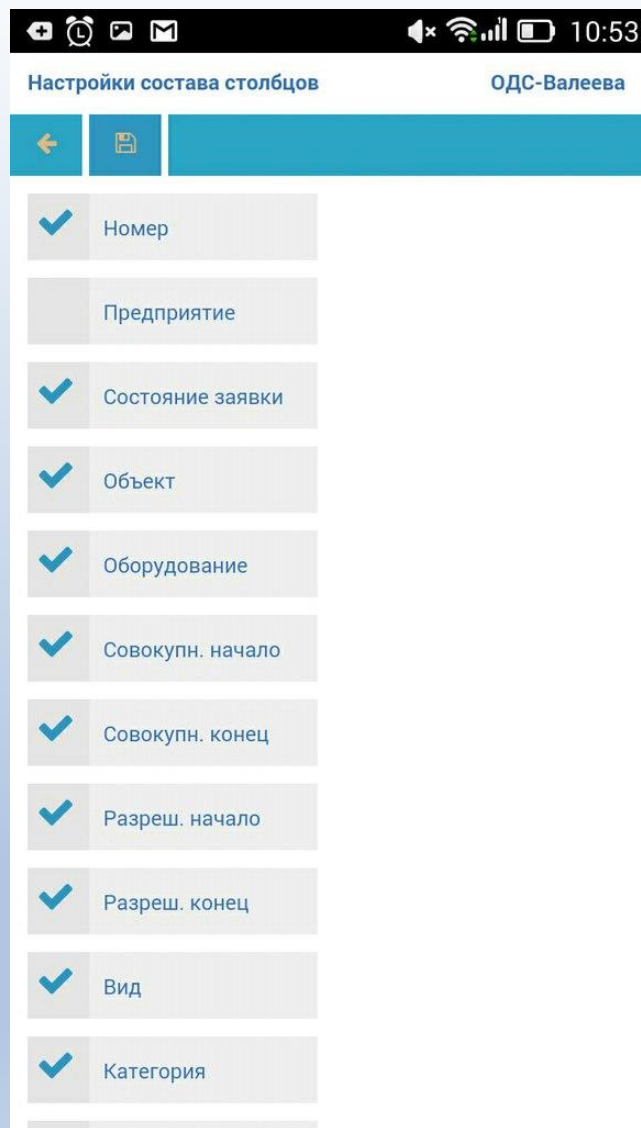 10:53
Настройки состава столбцов ОДС-Валеева
Номер
Предприятие
Состояние заявки
Объект
Оборудование
Совокупн. начало
Совокупн. конец
Разреш. начало
Разреш. конец
Вид
Категория